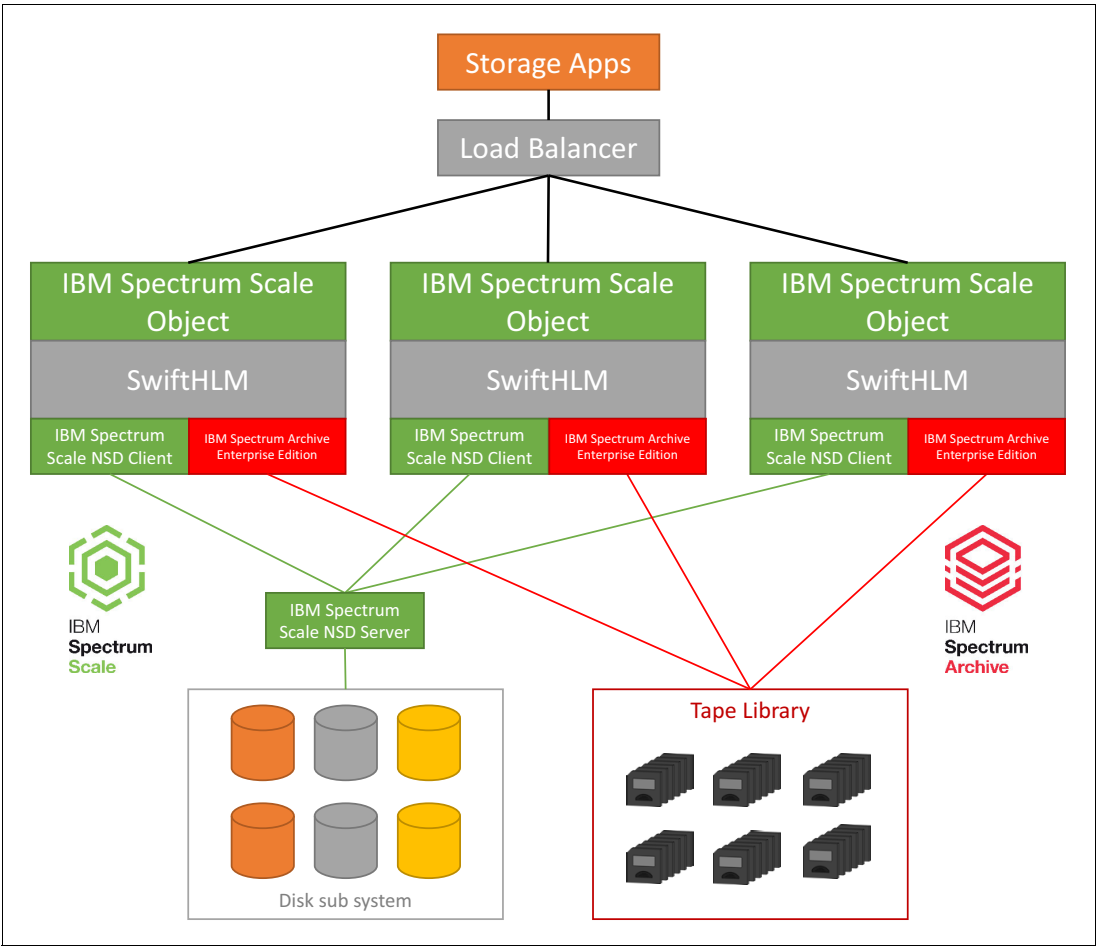 Storage Apps
Load Balancer
IBM Spectrum Scale
Object
SwiftHLM
IBM Spectrum
Scale NSD Client
IBM Spectrum Archive
Enterprise Edition
IBM Spectrum Scale
Object
SwiftHLM
IBM Spectrum
Scale NSD Client
IBM Spectrum Archive
Enterprise Edition
IBM Spectrum Scale
Object
SwiftHLM
IBM Spectrum
Scale NSD Client
IBM Spectrum Archive
Enterprise Edition
IBM
Spectrum
Scale
IBM Spectrum
Scale NSD Server
IBM
Spectrum
Archive
Disk sub system
Tape Library